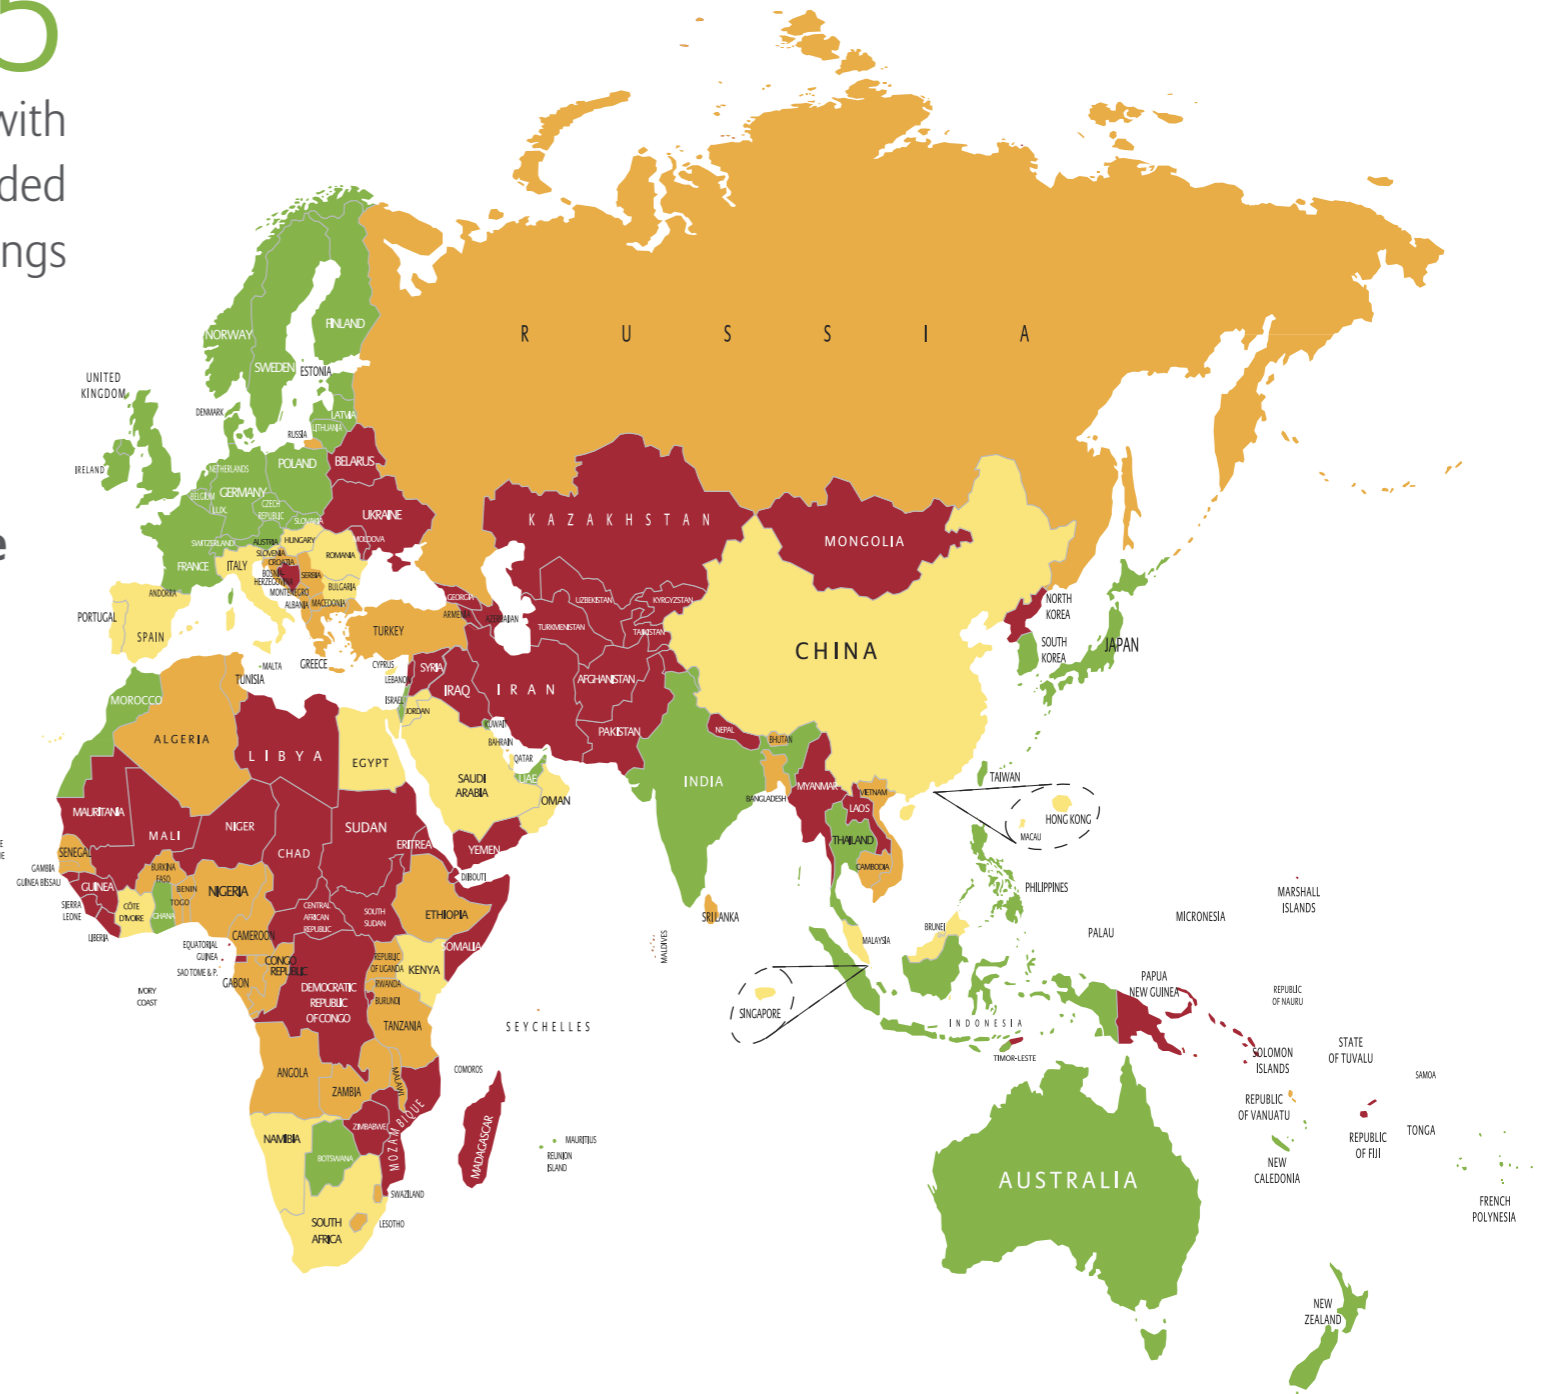 5
with
ded
ngs
e
R U S S I A
NORWAY
FINLAND
SWEDEN
ESTONIA
UNITED
KINGDOM
DENMARK
LATVIA
LITHUANIA
RUSSIA
IRELAND
NETHERLANDS
POLAND
BELARUS
BELGIUM
GERMANY
LUX.
CZECH
REPUBLIC
SLOVAKIA
UKRAINE
KAZAKHSTAN
MONGOLIA
SWITZERLAND
AUSTRIA
HUNGARY
MOLDOVA
SLOVENIA
ROMANIA
FRANCE
ITALY
CROATIA
BOSNIA-
HERZEGOVINA
SERBIA
BULGARIA
ANDORRA
MONTENEGRO
ALBANIA
MACEDONIA
GEORGIA
ARMENIA
AZERBAIJAN
UZBEKISTAN
KYRGYZSTAN
TURKMENISTAN
TAJIKISTAN
NORTH
KOREA
PORTUGAL
SPAIN
TURKEY
CHINA
SOUTH
KOREA
JAPAN
MALTA
GREECE
CYPRUS
SYRIA
TUNISIA
LEBANON
IRAQ
IRAN
AFGHANISTAN
MOROCCO
ISRAEL
JORDAN
KUWAIT
PAKISTAN
NEPAL
BHUTAN
ALGERIA
LIBYA
EGYPT
BAHRAIN
QATAR
UAE
SAUDI
ARABIA
OMAN
INDIA
BANGLADESH
MYANMAR
VIETNAM
LAOS
TAIWAN
HONG KONG
MACAU
MAURITANIA
MALI
NIGER
CHAD
SUDAN
ERITREA
YEMEN
THAILAND
CAMBODIA
SENEGAL
GAMBIA
GUINEA BISSAU
GUINEA
BURKINA
FASO
BENIN
TOGO
NIGERIA
DJIBOUTI
PHILIPPINES
MARSHALL
ISLANDS
SIERRA
LEONE
CÔTE
D'IVOIRE
GHANA
LIBERIA
CENTRAL
AFRICAN
REPUBLIC
SOUTH
SUDAN
ETHIOPIA
SRI LANKA
MICRONESIA
CAMEROON
SOMALIA
MALDIVES
MALAYSIA
BRUNEI
PALAU
EQUATORIAL
GUINEA
SAO TOME & P.
GABON
CONGO
REPUBLIC
REPUBLIC
OF UGANDA
KENYA
RWANDA
BURUNDI
IVORY
COAST
DEMOCRATIC
REPUBLIC
OF CONGO
TANZANIA
SEYCHELLES
SINGAPORE
INDONESIA
PAPUA
NEW GUINEA
REPUBLIC
OF NAURU
TIMOR-LESTE
SOLOMON
ISLANDS
STATE
OF TUVALU
ANGOLA
ZAMBIA
MALAWI
COMOROS
SAMOA
REPUBLIC
OF VANUATU
NAMIBIA
ZIMBABWE
MOZAMBIQUE
MADAGASCAR
MAURITIUS
REUNION
ISLAND
REPUBLIC
OF FIJI
TONGA
BOTSWANA
NEW
CALEDONIA
AUSTRALIA
SWAZILAND
SOUTH
AFRICA
LESOTHO
FRENCH
POLYNESIA
NEW
ZEALAND